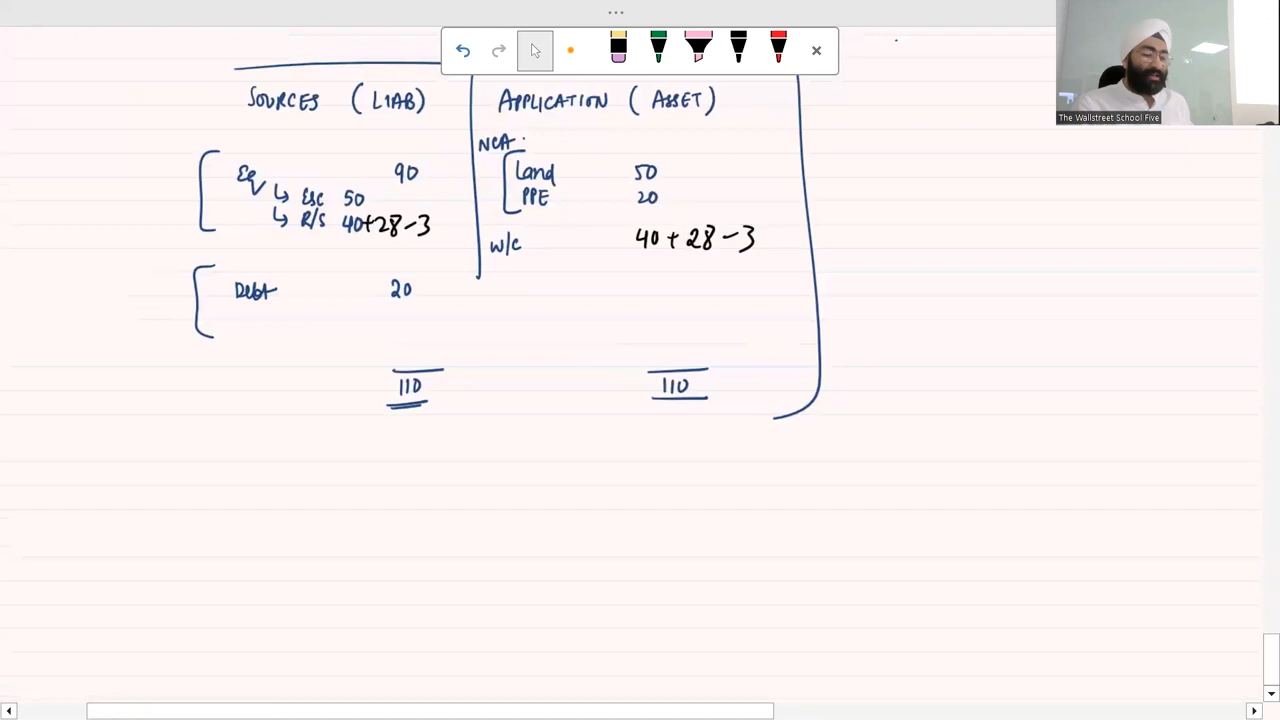 The Wallstreet School Five
SOURCES (LIAB) APPLICATION (ASSET)
NCA.
Eq 90 Land 50
↳ ESC 50 PPE 20
↳ R/S 40+28-3
W/C 40+28-3
Debt 20
110 110